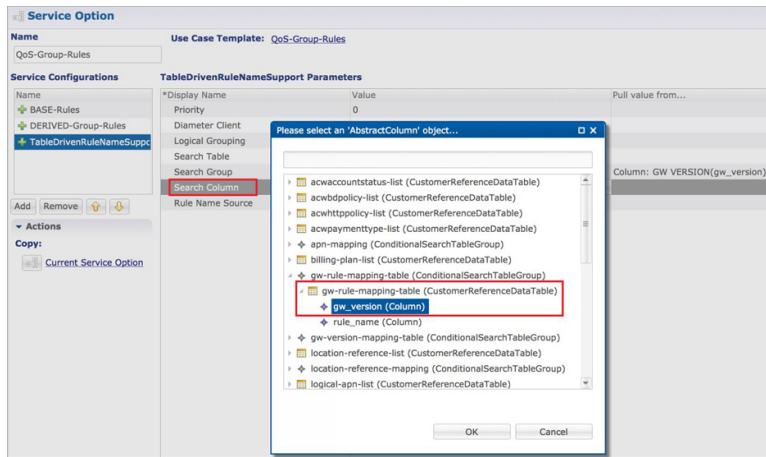 Service Option
Name
Use Case Template: QoS-Group-Rules
QoS-Group-Rules
Service Configurations
TableDrivenRuleNameSupport Parameters
Name
BASE-Rules
DERIVED-Group-Rules
TableDrivenRuleNameSuppc
Add Remove
Actions
Copy:
Current Service Option
*Display Name Value Pull value from...
Priority 0
Diameter Client
Logical Grouping
Search Table
Search Group Column: GW VERSION(gw_version)
Search Column
Rule Name Source
Please select an 'AbstractColumn' object...
acwaccountstatus-list (CustomerReferenceDataTable)
acwbdpolicy-list (CustomerReferenceDataTable)
acwhttppolicy-list (CustomerReferenceDataTable)
acwpaymenttype-list (CustomerReferenceDataTable)
apn-mapping (ConditionalSearchTableGroup)
billing-plan-list (CustomerReferenceDataTable)
gw-rule-mapping-table (ConditionalSearchTableGroup)
gw-rule-mapping-table (CustomerReferenceDataTable)
gw_version (Column)
rule_name (Column)
gw-version-mapping-table (ConditionalSearchTableGroup)
location-reference-list (CustomerReferenceDataTable)
location-reference-mapping (ConditionalSearchTableGroup)
logical-apn-list (CustomerReferenceDataTable)
OK Cancel